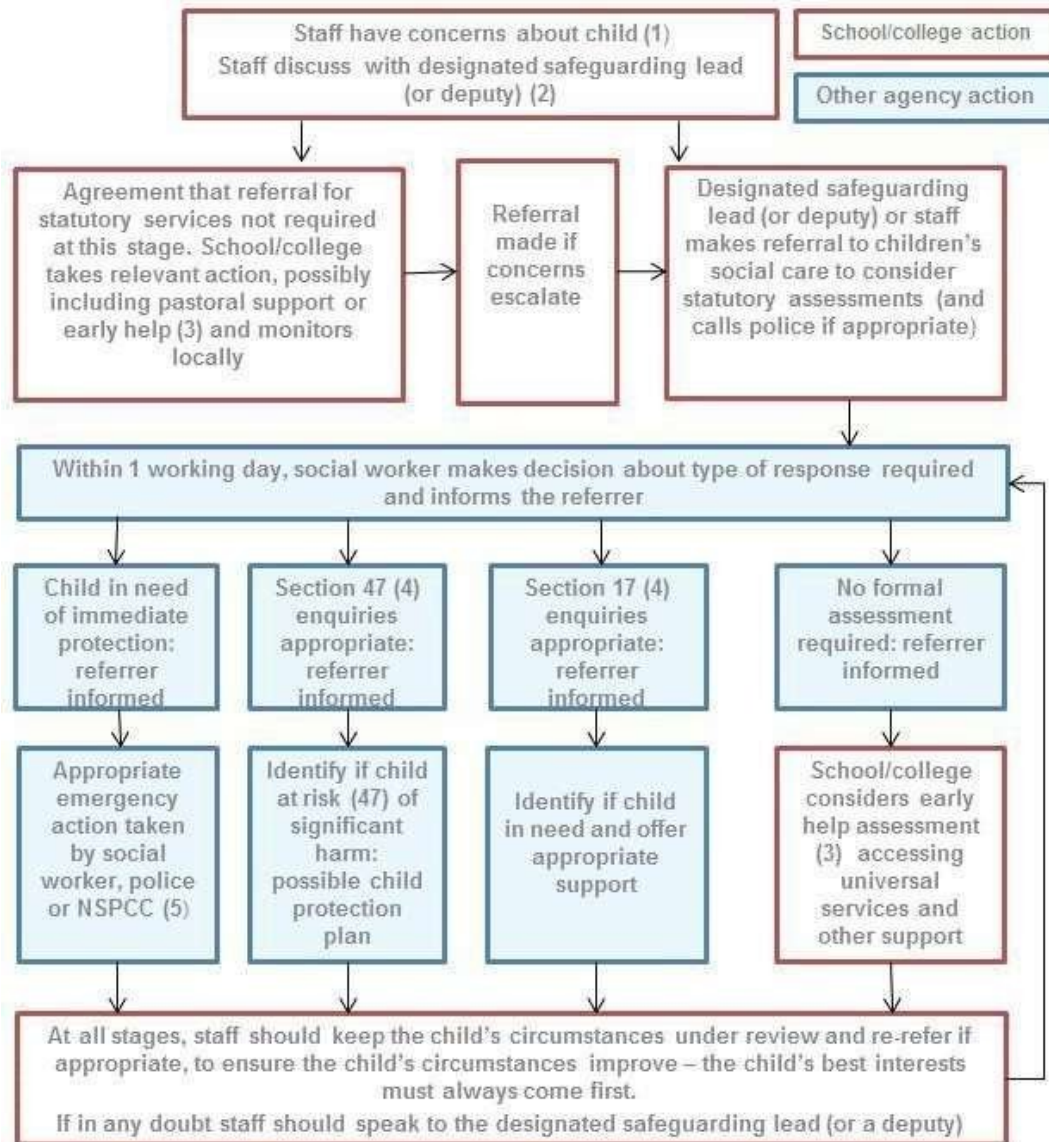 Staff have concerns about child (1)
Staff discuss with designated safeguarding lead
(or deputy) (2)
School/college action
Other agency action
Agreement that referral for
statutory services not required
at this stage. School/college
takes relevant action, possibly
including pastoral support or
early help (3) and monitors
locally
Referral
made if
concerns
escalate
Designated safeguarding
lead (or deputy) or staff
makes referral to children’s
social care to consider
statutory assessments (and
calls police if appropriate)
Within 1 working day, social worker makes decision about type of response required
and informs the referrer
Child in need
of immediate
protection:
referrer
informed
Section 47 (4)
enquiries
appropriate:
referrer
informed
Section 17 (4)
enquiries
appropriate:
referrer
informed
No formal
assessment
required: referrer
informed
Appropriate
emergency
action taken
by social
worker, police
or NSPCC (5)
Identify if child
at risk (47) of
significant
harm:
possible child
protection
plan
Identify if child
in need and offer
appropriate
support
School/college
considers early
help assessment
(3) accessing
universal
services and
other support
At all stages, staff should keep the child’s circumstances under review and re-refer if
appropriate, to ensure the child’s circumstances improve – the child’s best interests
must always come first.
If in any doubt staff should speak to the designated safeguarding lead (or a deputy)